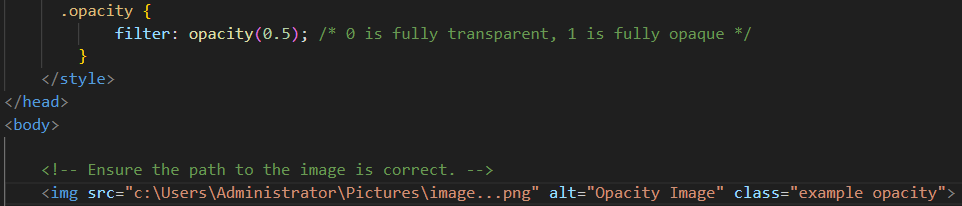 .opacity {
filter: opacity(0.5); /* 0 is fully transparent, 1 is fully opaque */
}
</style>
</head>
<body>
<!-- Ensure the path to the image is correct. -->
<img src="c:\Users\Administrator\Pictures\image...png" alt="Opacity Image" class="example opacity">